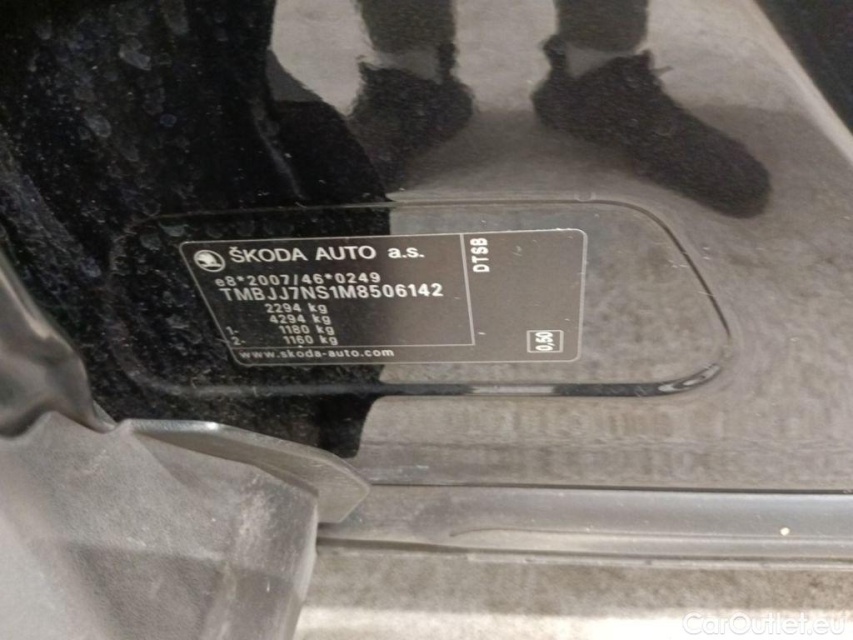 ŠKODA AUTO a.s.
DTSB
e8*2007/46*0249
TMBJJ7NS1M8506142
2294 kg
4294 kg
1- 1180 kg
2- 1160 kg
0,50
www.skoda-auto.com
CarOutlet.eu